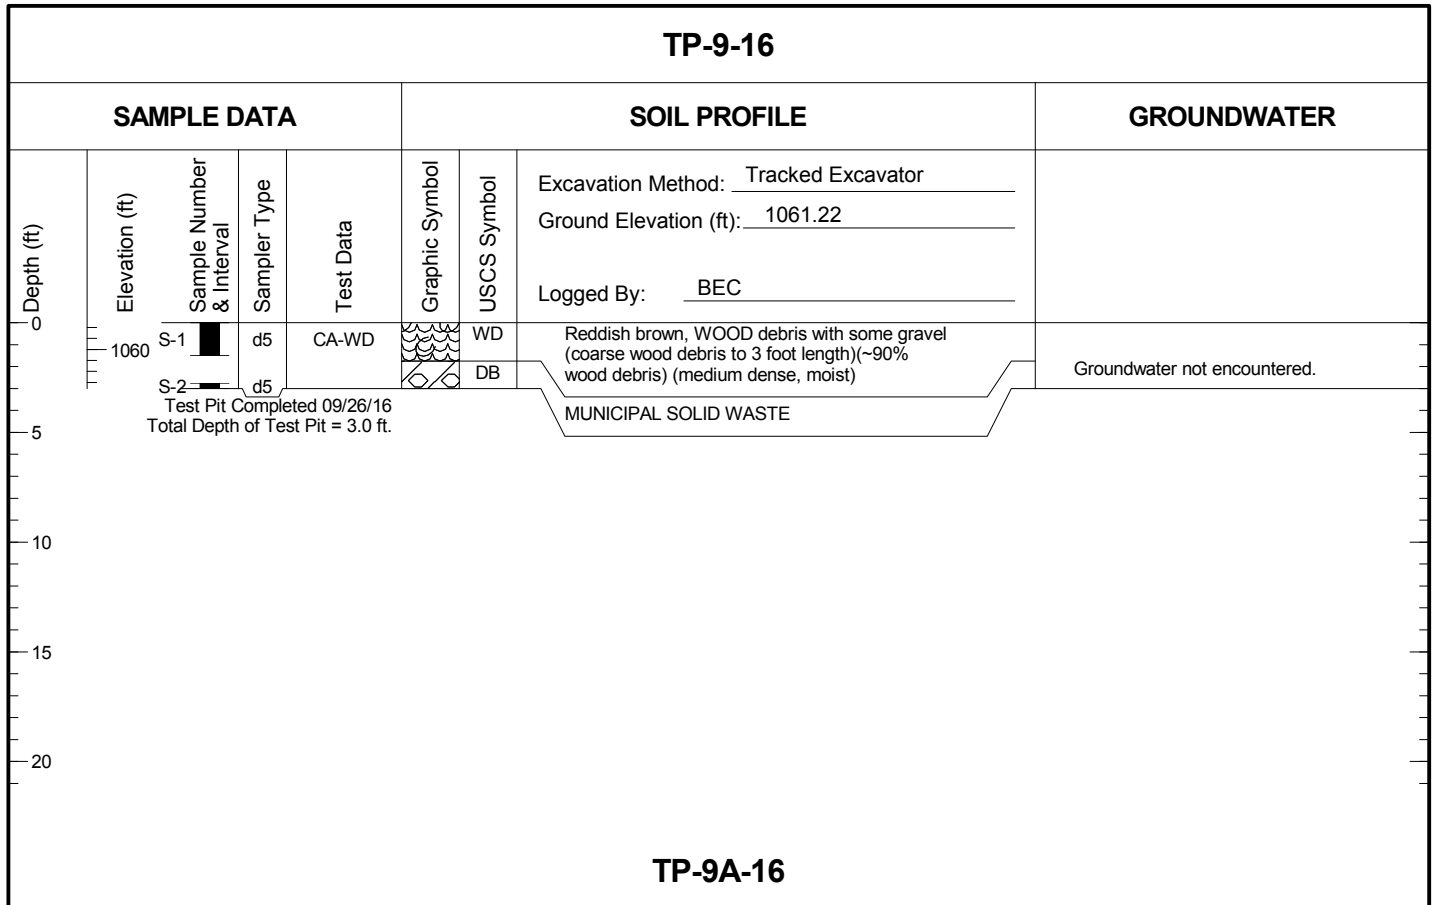 TP-9-16
SAMPLE DATA
SOIL PROFILE
GROUNDWATER
Depth (ft)
Elevation (ft)
Sample Number
& Interval
Sampler Type
Test Data
Graphic Symbol
USCS Symbol
Excavation Method: Tracked Excavator
Ground Elevation (ft): 1061.22
Logged By: BEC
0
1060
S-1
d5
CA-WD
WD
Reddish brown, WOOD debris with some gravel
(coarse wood debris to 3 foot length)(~90%
wood debris) (medium dense, moist)
S-2
d5
DB
MUNICIPAL SOLID WASTE
Groundwater not encountered.
Test Pit Completed 09/26/16
Total Depth of Test Pit = 3.0 ft.
5
10
15
20
TP-9A-16